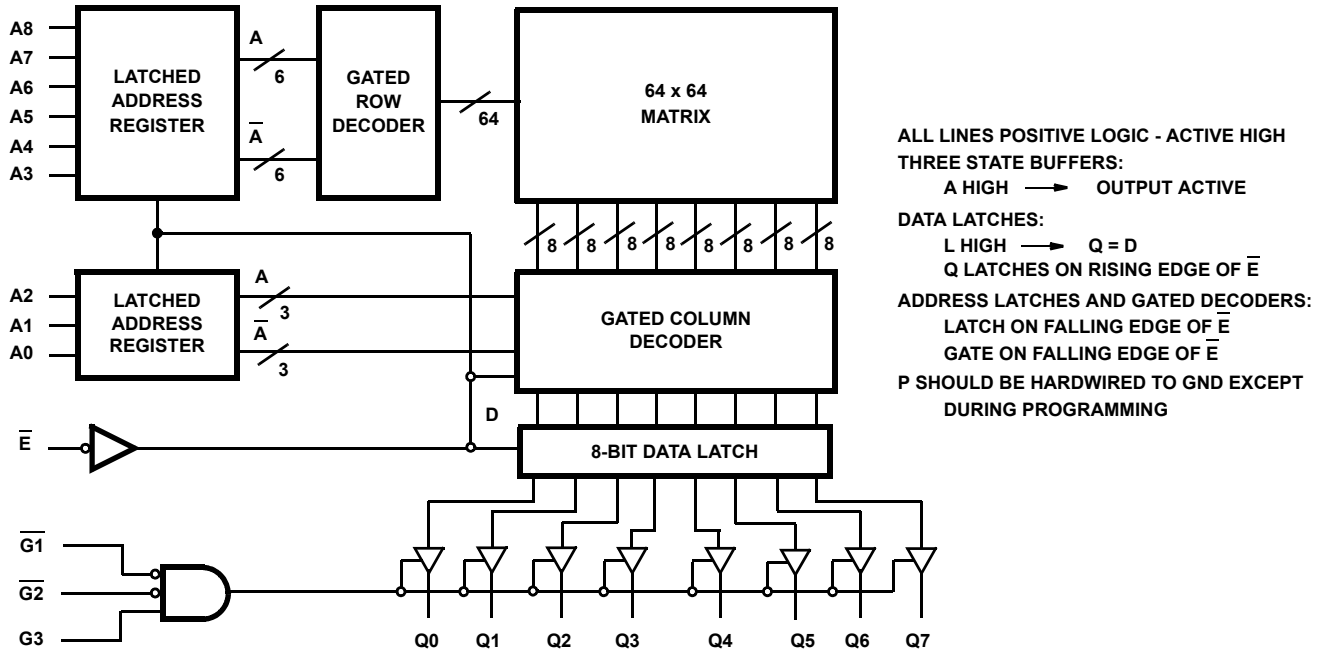 A8
A7
A6
A5
A4
A3
LATCHED
ADDRESS
REGISTER
A
6
A̅
6
GATED
ROW
DECODER
64
64 x 64
MATRIX
8 8 8 8 8 8 8 8
A2
A1
A0
LATCHED
ADDRESS
REGISTER
A
3
A̅
3
GATED COLUMN
DECODER
D
E̅
8-BIT DATA LATCH
G̅1̅
G̅2̅
G3
Q0 Q1 Q2 Q3 Q4 Q5 Q6 Q7
ALL LINES POSITIVE LOGIC - ACTIVE HIGH
THREE STATE BUFFERS:
A HIGH → OUTPUT ACTIVE
DATA LATCHES:
L HIGH → Q = D
Q LATCHES ON RISING EDGE OF E̅
ADDRESS LATCHES AND GATED DECODERS:
LATCH ON FALLING EDGE OF E̅
GATE ON FALLING EDGE OF E̅
P SHOULD BE HARDWIRED TO GND EXCEPT
DURING PROGRAMMING